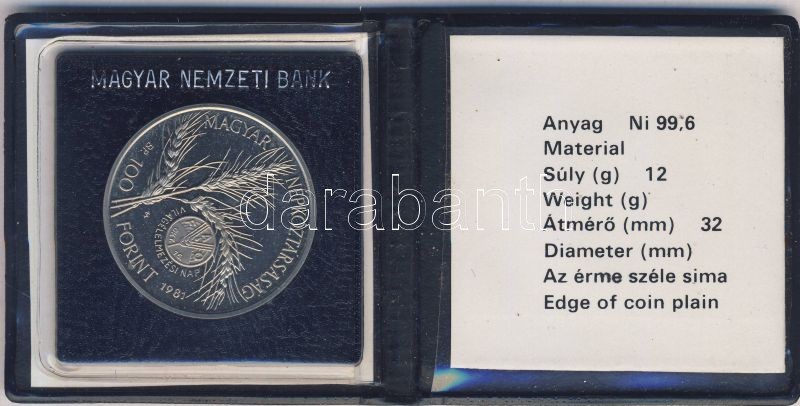 MAGYAR NEMZETI BANK
MAGYAR NÉPKÖZTÁRSASÁG
BP.
100
FORINT 1981
VILÁGÉLELMEZÉSI NAP
darabanth
Anyag Ni 99,6
Material
Súly (g) 12
Weight (g)
Átmérő (mm) 32
Diameter (mm)
Az érme széle sima
Edge of coin plain